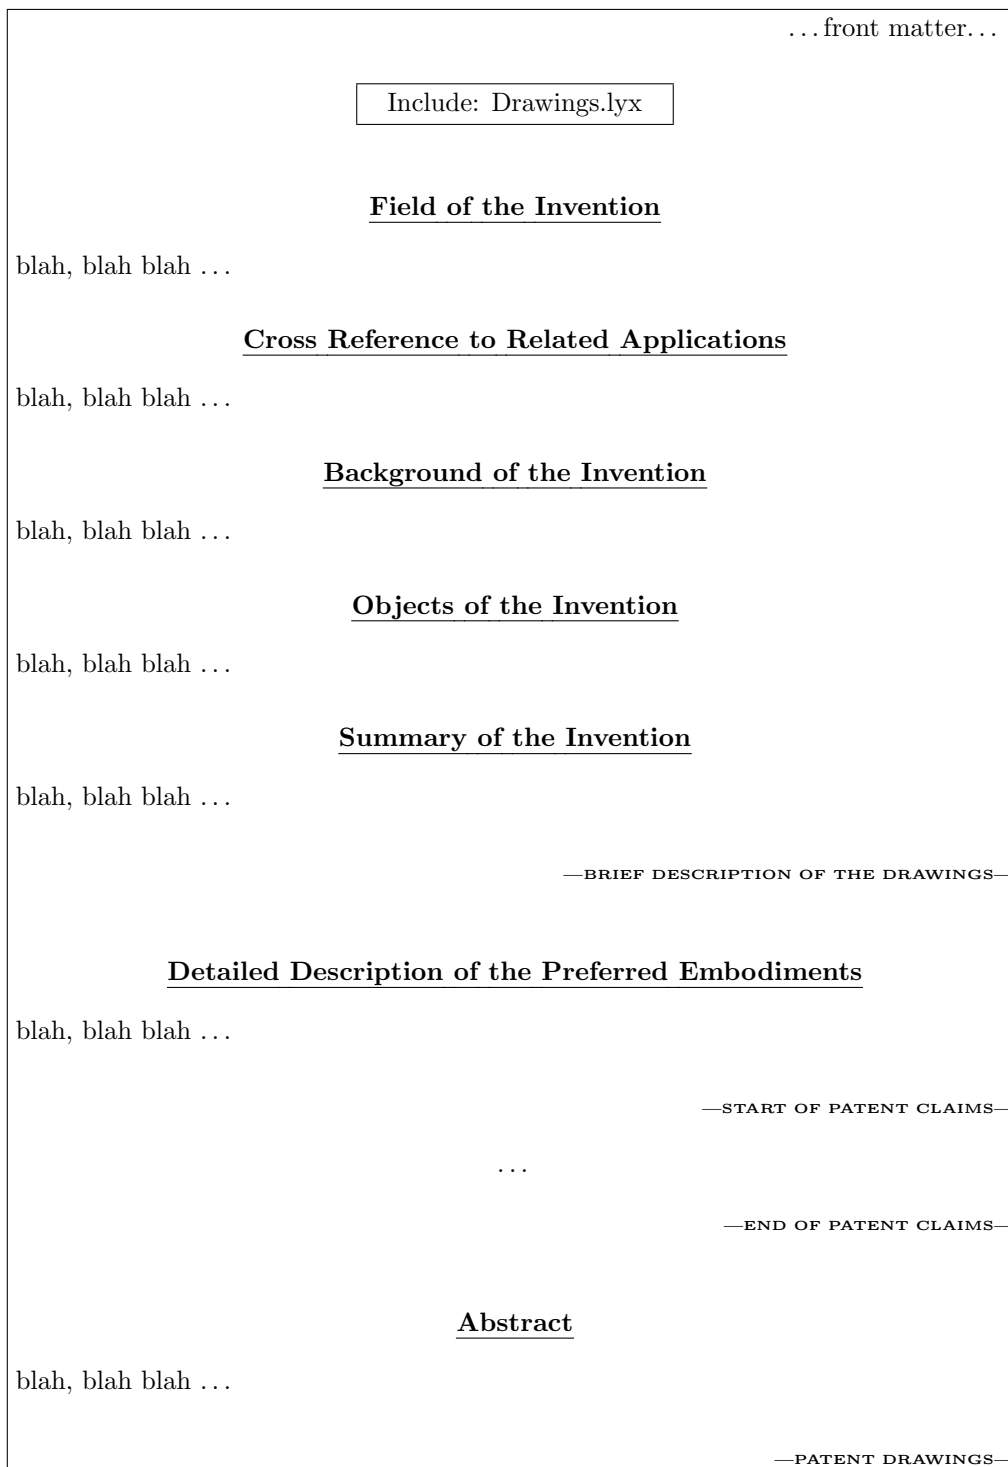 ...front matter...
Include: Drawings.lyx
Field of the Invention
blah, blah blah ...
Cross Reference to Related Applications
blah, blah blah ...
Background of the Invention
blah, blah blah ...
Objects of the Invention
blah, blah blah ...
Summary of the Invention
blah, blah blah ...
—BRIEF DESCRIPTION OF THE DRAWINGS—
Detailed Description of the Preferred Embodiments
blah, blah blah ...
—START OF PATENT CLAIMS—
...
—END OF PATENT CLAIMS—
Abstract
blah, blah blah ...
—PATENT DRAWINGS—